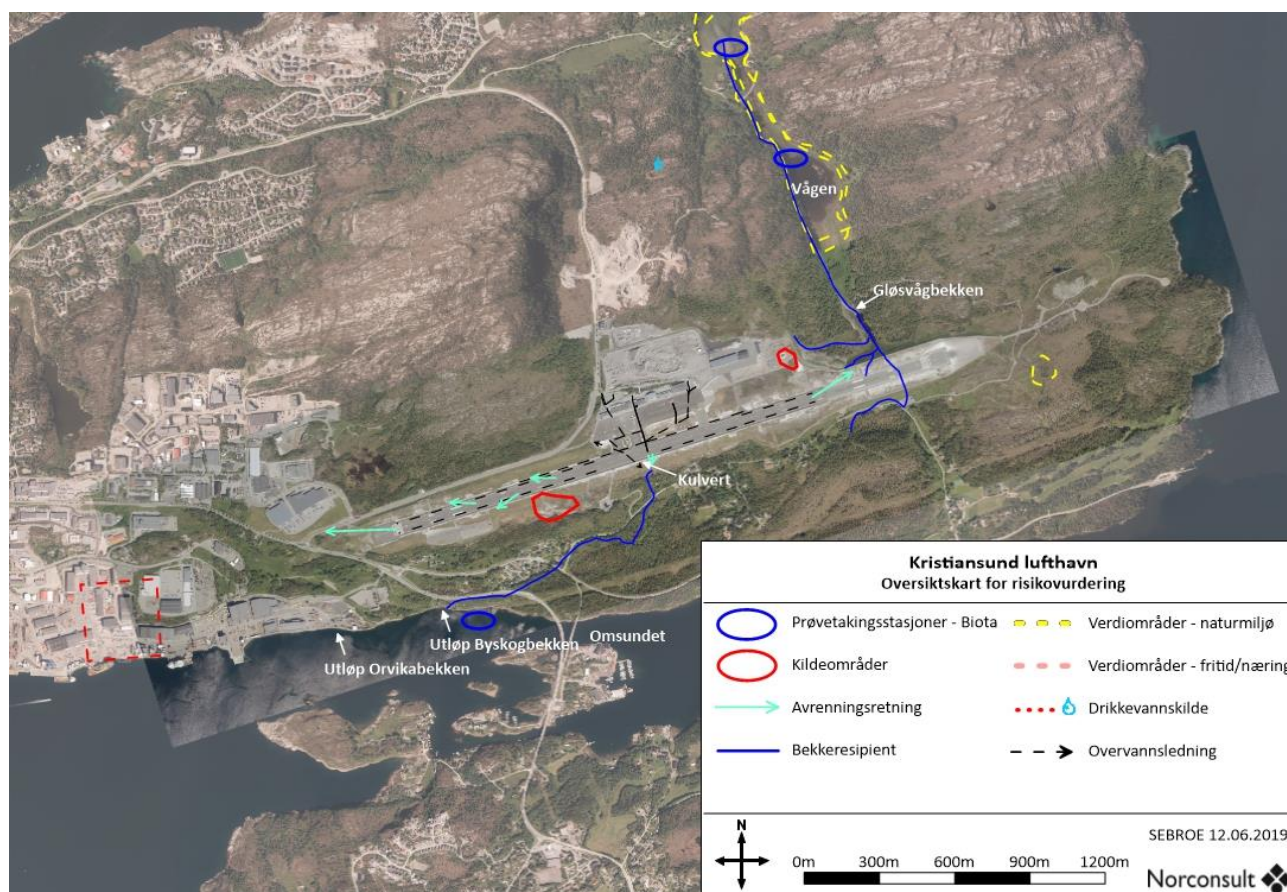 Vågen
Gløsvågbekken
Kulvert
Utløp Byskogbekken
Omsundet
Utløp Orvikabekken
Kristiansund lufthavn
Oversiktskart for risikovurdering
Prøvetakingsstasjoner - Biota
Verdiområder - naturmiljø
Kildeområder
Verdiområder - fritid/næring
Avrenningsretning
Drikkevannskilde
Bekkeresipient
Overvannsledning
N
SEBROE 12.06.2019
0m 300m 600m 900m 1200m
Norconsult